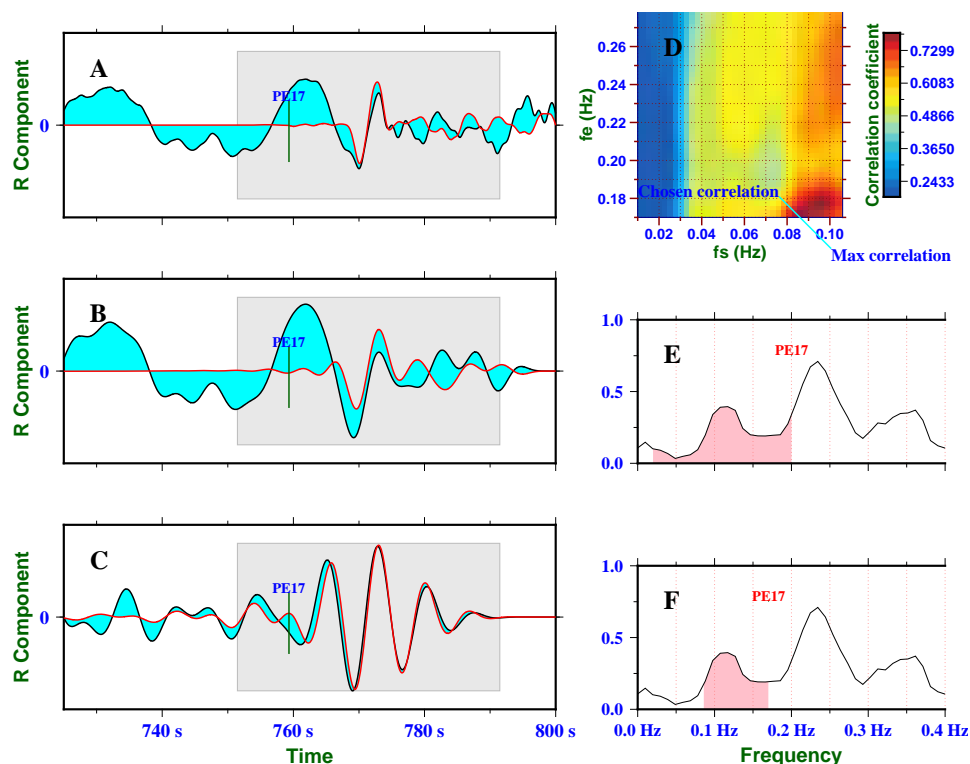 A
PE17
0
R Component
B
PE17
0
R Component
C
PE17
0
R Component
740 s
760 s
780 s
800 s
Time
D
0.26
0.24
0.22
0.20
0.18
fe (Hz)
Chosen correlation
0.02
0.04
0.06
0.08
0.10
fs (Hz)
Max correlation
0.7299
0.6083
0.4866
0.3650
0.2433
Correlation coefficient
1.0
0.5
0.0
E
PE17
1.0
0.5
0.0
F
PE17
0.0 Hz
0.1 Hz
0.2 Hz
0.3 Hz
0.4 Hz
Frequency